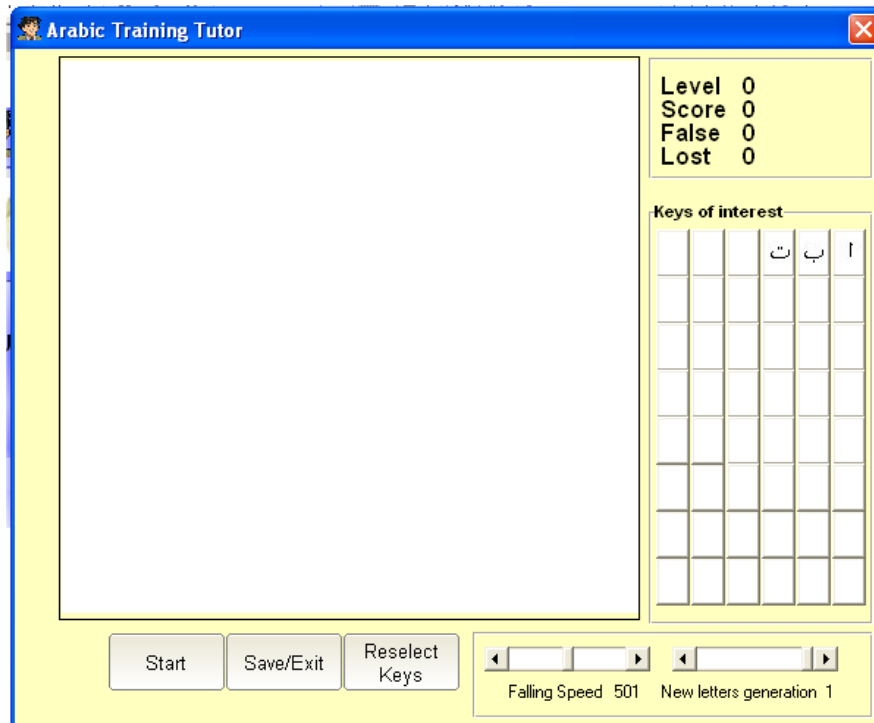 Arabic Training Tutor
Level 0
Score 0
False 0
Lost 0
Keys of interest
ا ب ت
Start
Save/Exit
Reselect
Keys
Falling Speed 501
New letters generation 1